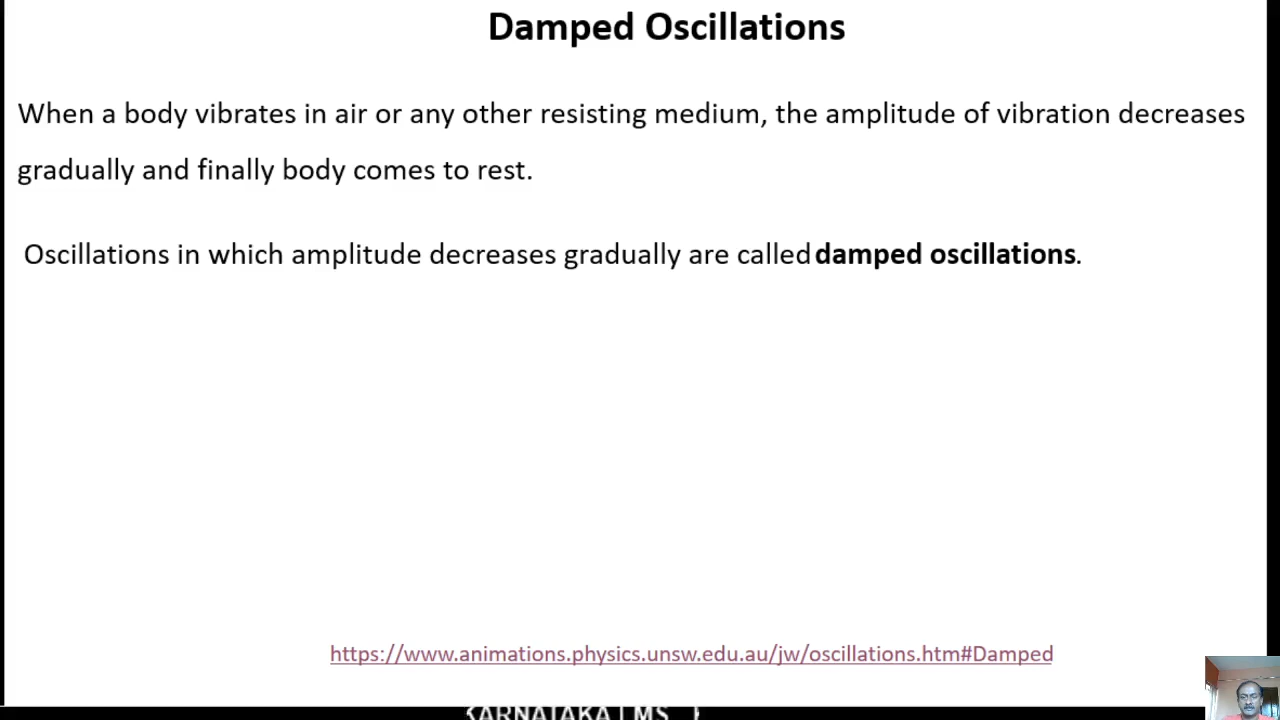 Damped Oscillations
When a body vibrates in air or any other resisting medium, the amplitude of vibration decreases
gradually and finally body comes to rest.
Oscillations in which amplitude decreases gradually are called damped oscillations.
https://www.animations.physics.unsw.edu.au/jw/oscillations.htm#Damped
KARNATAKA LMS